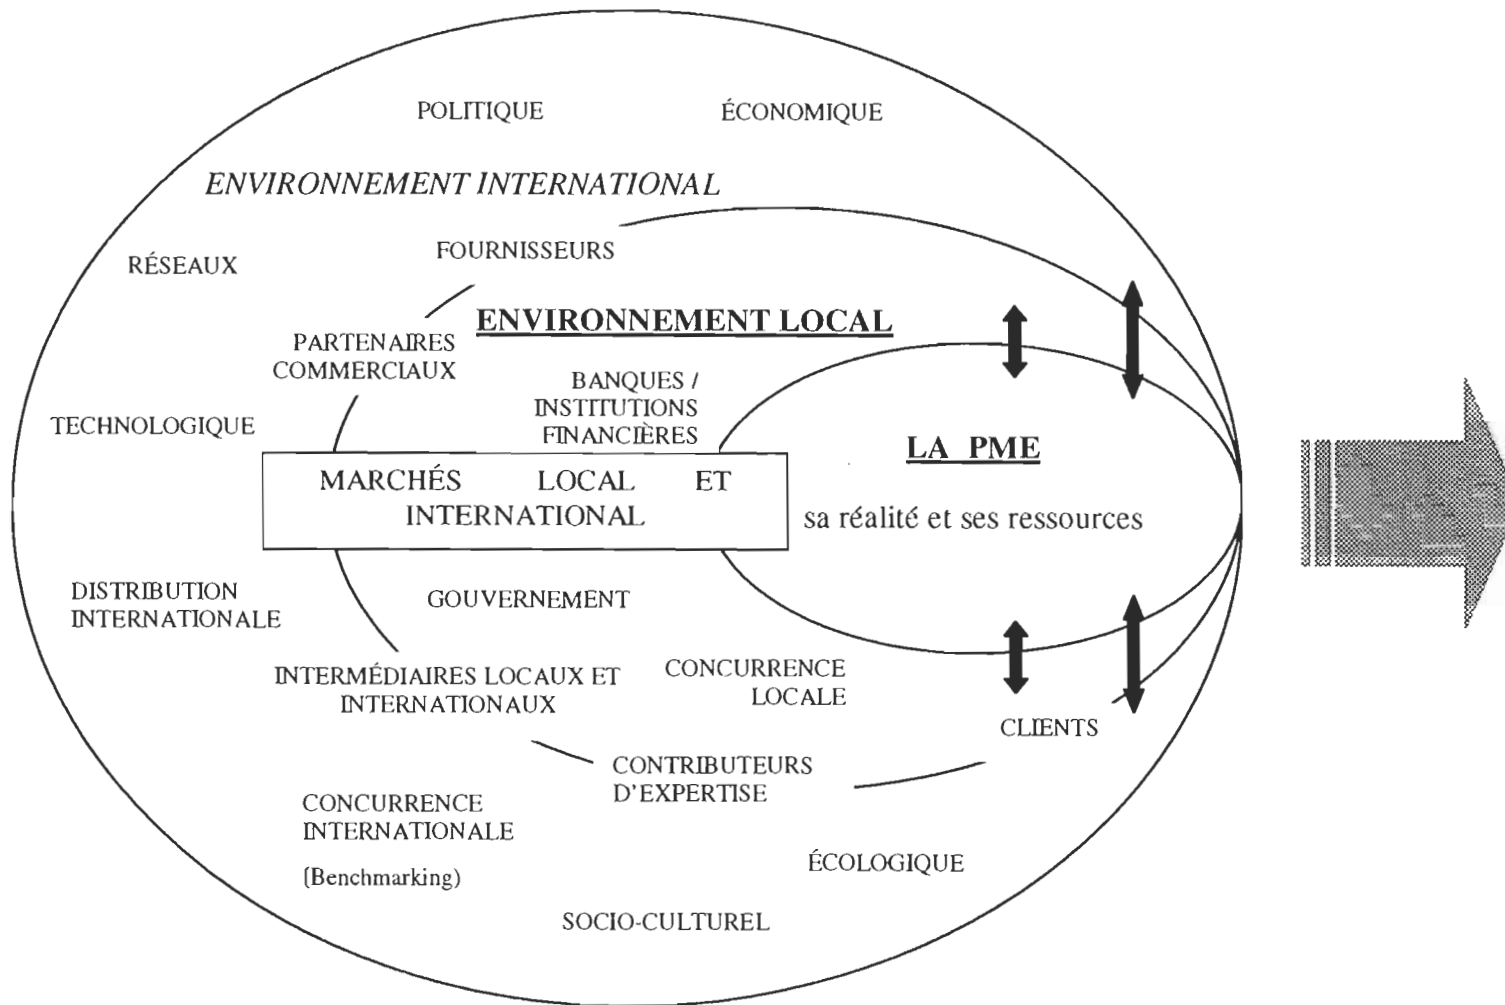 POLITIQUE
ÉCONOMIQUE
ENVIRONNEMENT INTERNATIONAL
RÉSEAUX
FOURNISSEURS
ENVIRONNEMENT LOCAL
PARTENAIRES
COMMERCIAUX
BANQUES /
INSTITUTIONS
FINANCIÈRES
TECHNOLOGIQUE
LA PME
MARCHÉS LOCAL ET
INTERNATIONAL
sa réalité et ses ressources
DISTRIBUTION
INTERNATIONALE
GOUVERNEMENT
INTERMÉDIAIRES LOCAUX ET
INTERNATIONAUX
CONCURRENCE
LOCALE
CLIENTS
CONTRIBUTEURS
D'EXPERTISE
CONCURRENCE
INTERNATIONALE
(Benchmarking)
ÉCOLOGIQUE
SOCIO-CULTUREL